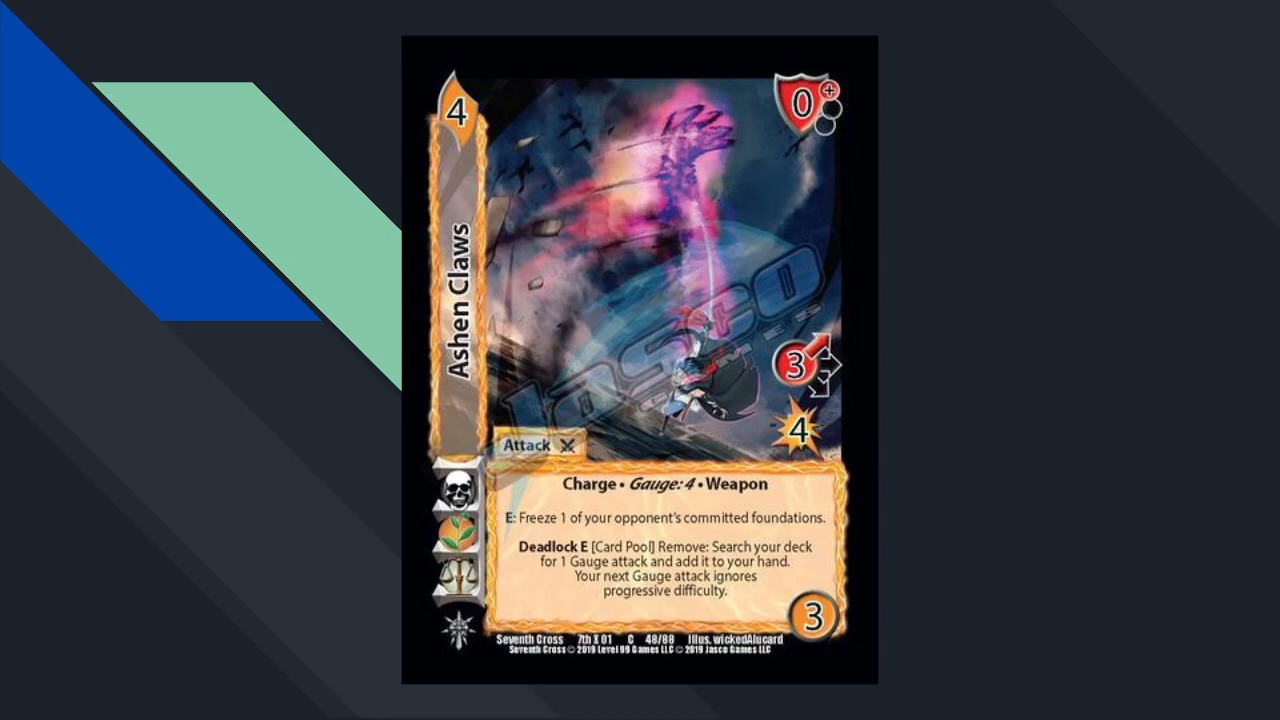 4
0
+
Ashen Claws
JASCO
GAMES
3
4
Attack
Charge • Gauge: 4 • Weapon
E: Freeze 1 of your opponent's committed foundations.
Deadlock E [Card Pool] Remove: Search your deck
for 1 Gauge attack and add it to your hand.
Your next Gauge attack ignores
progressive difficulty.
3
Seventh Cross 7th X 01 C 48/88 Illus. wickedAlucard
Seventh Cross © 2019 Level 99 Games LLC © 2019 Jasco Games LLC